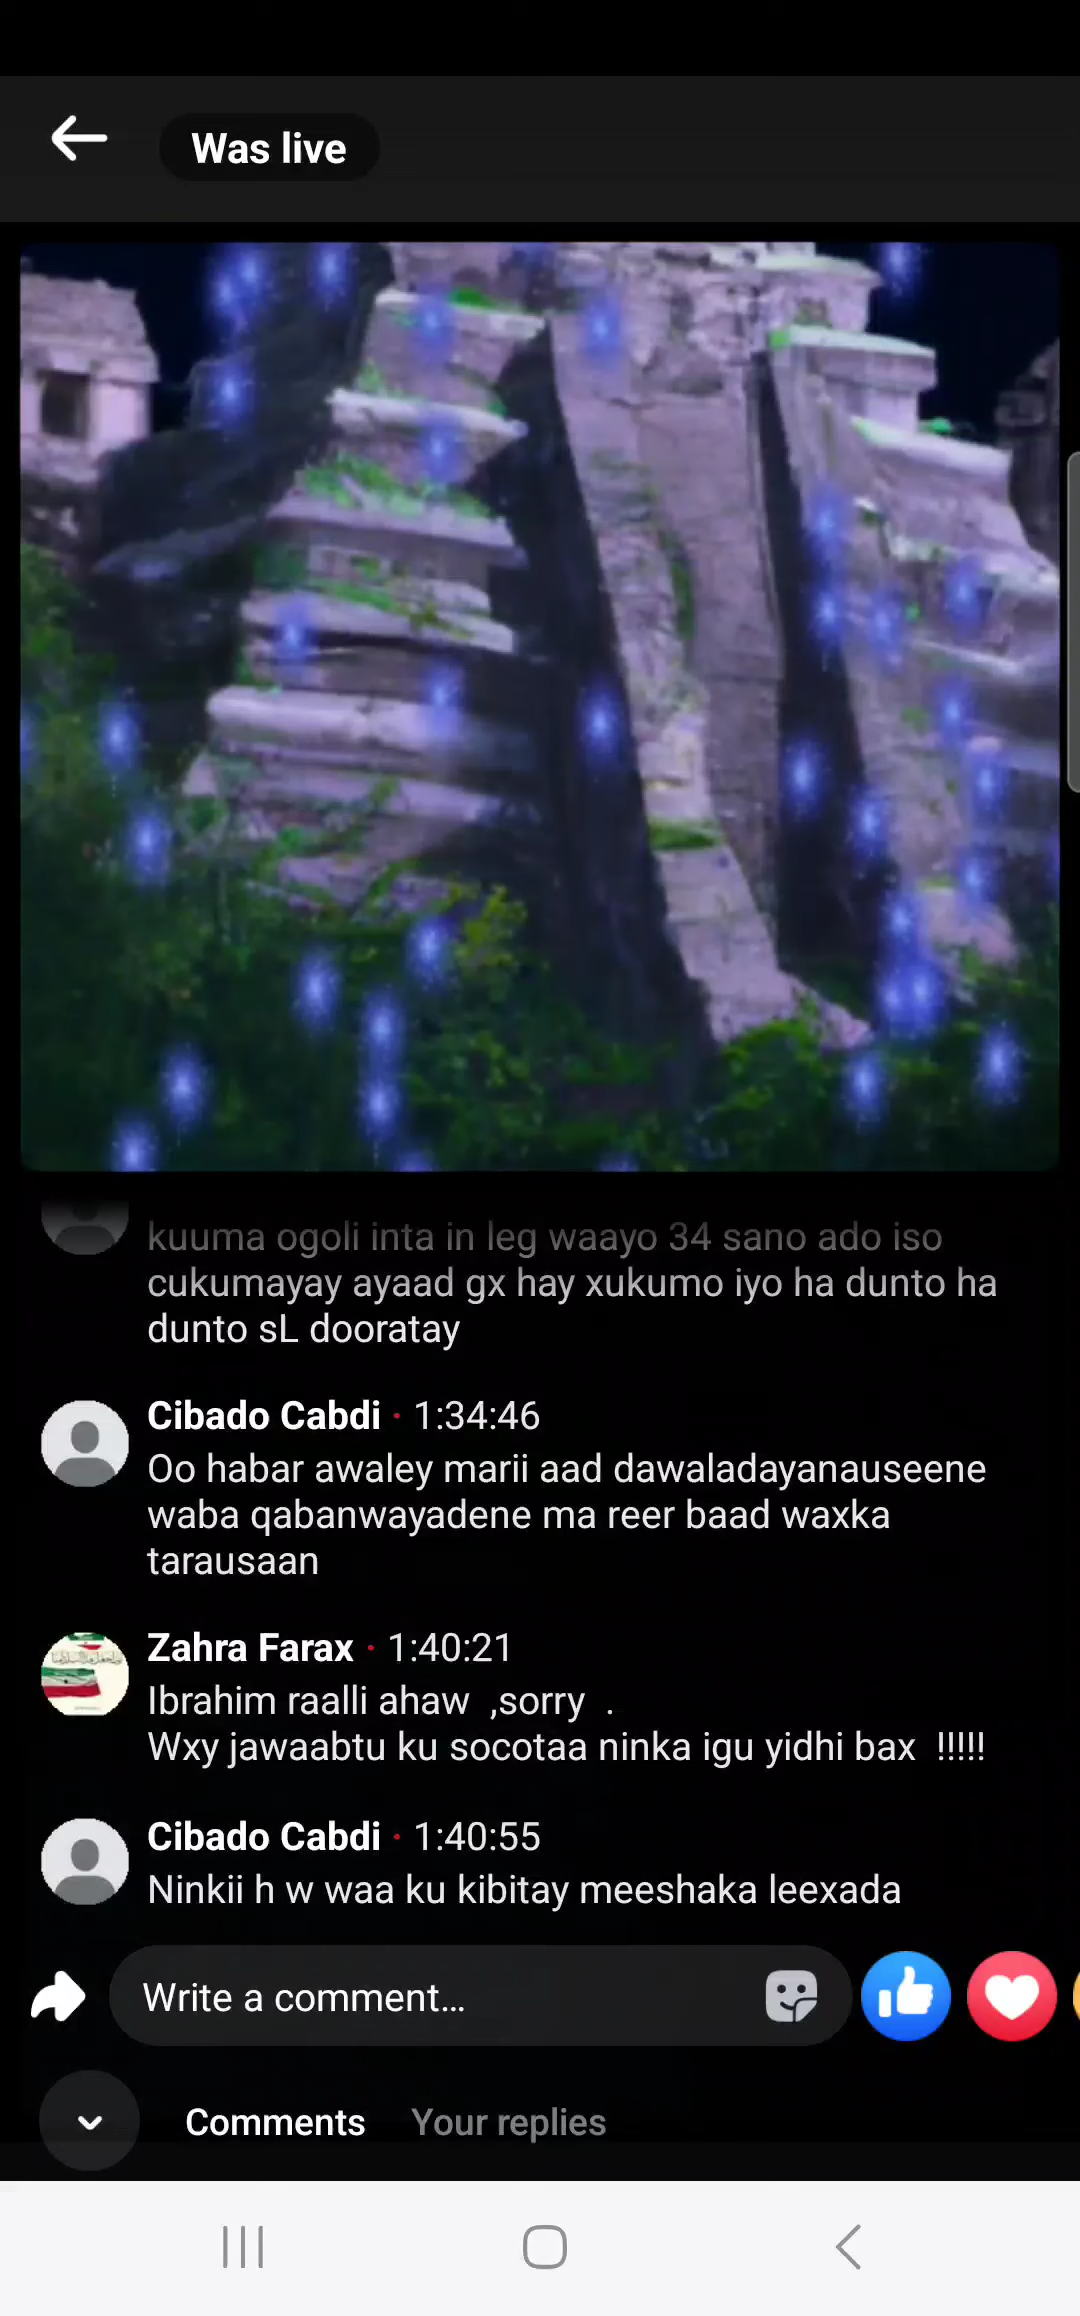 Was live
kuuma ogoli inta in leg waayo 34 sano ado iso
cukumayay ayaad gx hay xukumo iyo ha dunto ha
dunto sL dooratay
Cibado Cabdi · 1:34:46
Oo habar awaley marii aad dawaladayanauseene
waba qabanwayadene ma reer baad waxka
tarausaan
Zahra Farax · 1:40:21
Ibrahim raalli ahaw ,sorry .
Wxy jawaabtu ku socotaa ninka igu yidhi bax !!!!!
Cibado Cabdi · 1:40:55
Ninkii h w waa ku kibitay meeshaka leexada
Write a comment...
Comments Your replies